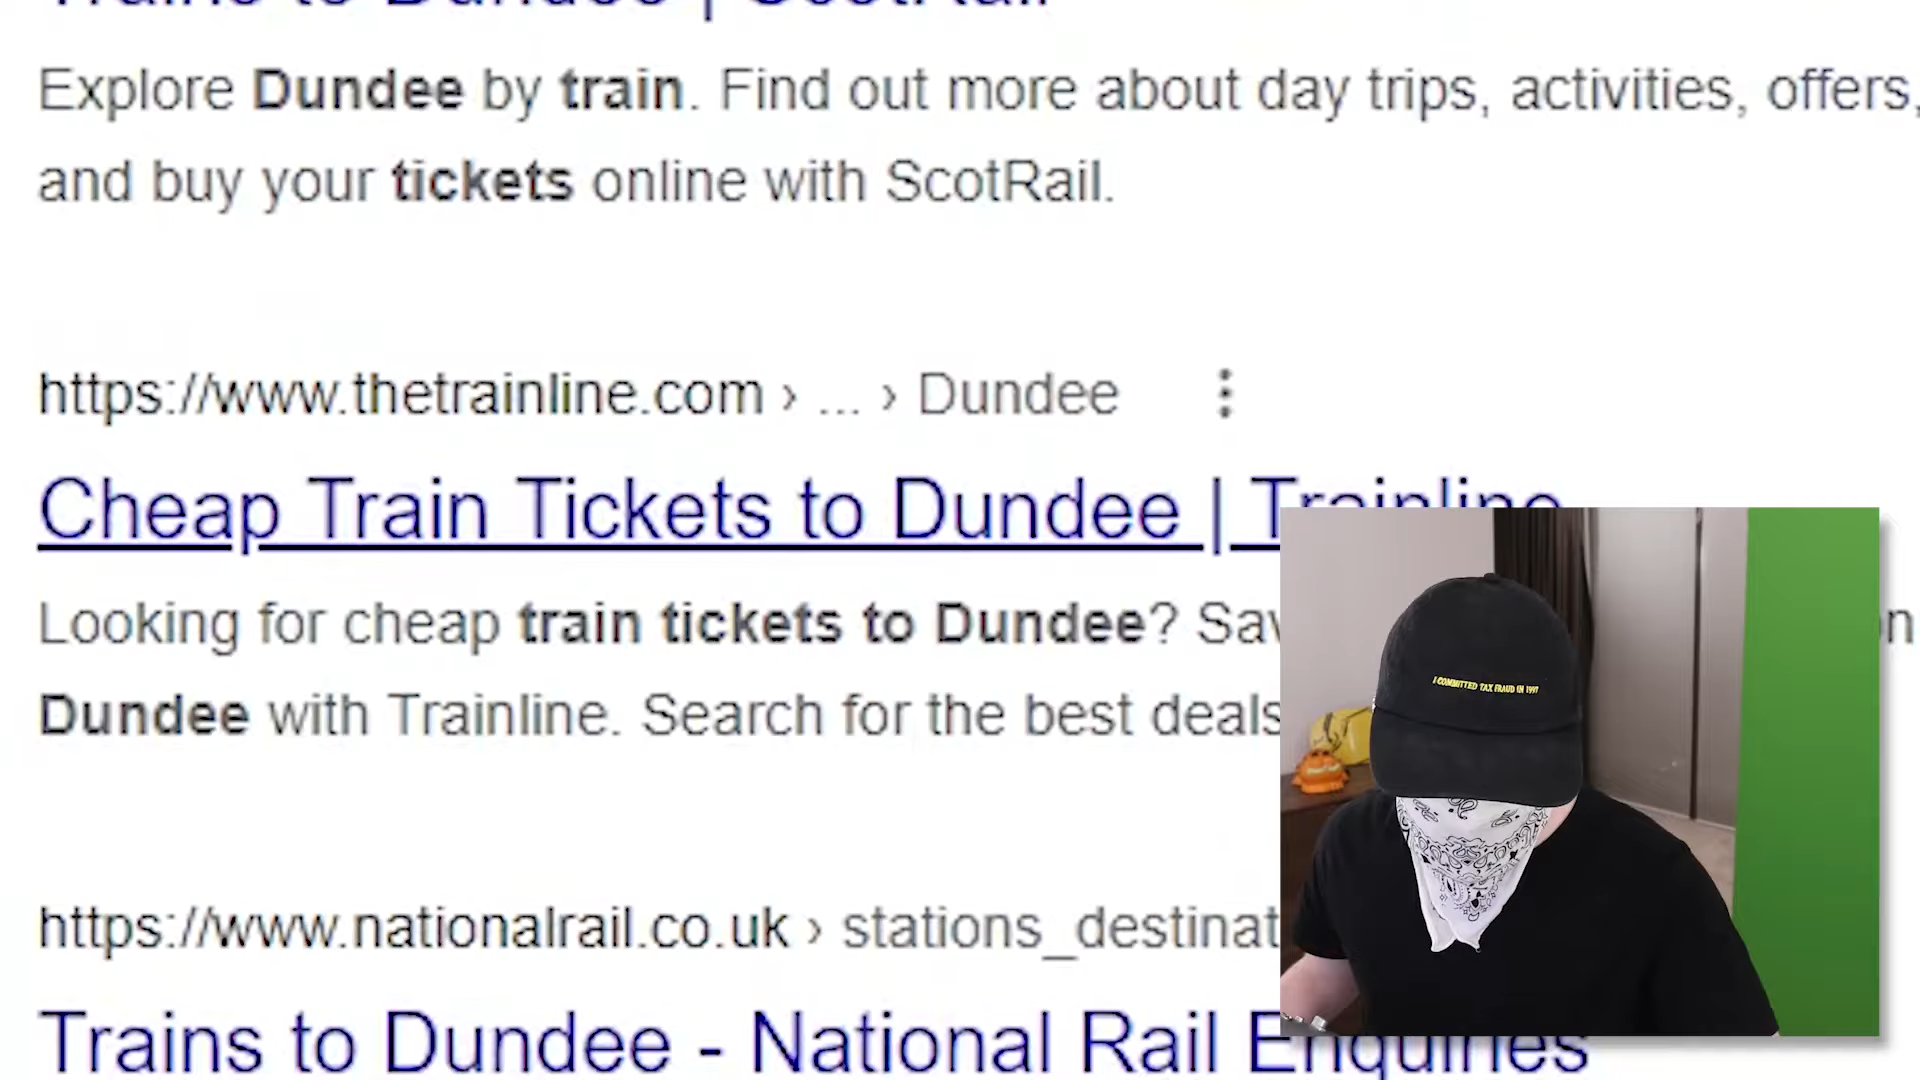 Trains to Dundee | ScotRail
Explore Dundee by train. Find out more about day trips, activities, offers,
and buy your tickets online with ScotRail.
https://www.thetrainline.com › ... › Dundee
Cheap Train Tickets to Dundee | Trainline
Looking for cheap train tickets to Dundee?
Dundee with Trainline. Search for the best deals
https://www.nationalrail.co.uk › stations_destinat
Trains to Dundee - National Rail Enquiries
I COMMITTED TAX FRAUD IN 1997